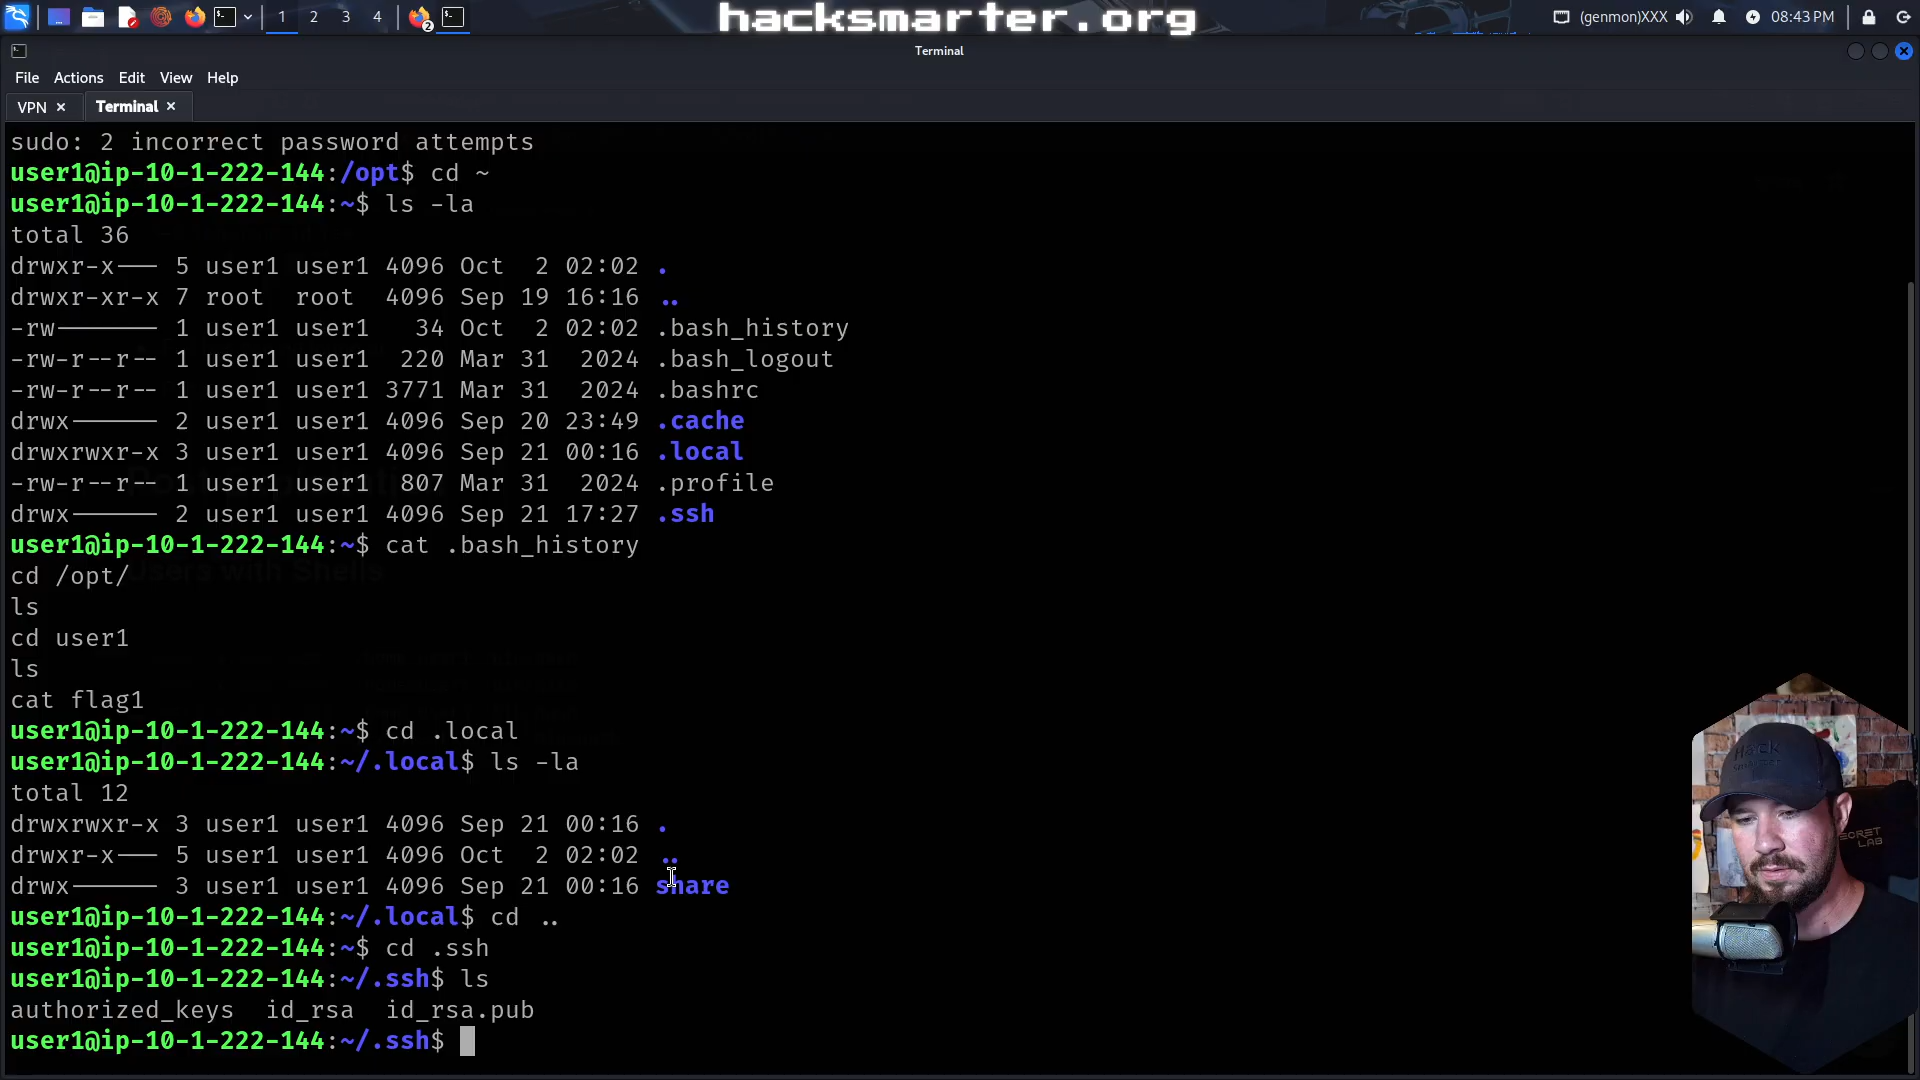 1 2 3 4 2 hacksmarter.org (genmon)XXX 08:43 PM
Terminal
File Actions Edit View Help
VPN × Terminal ×
sudo: 2 incorrect password attempts
user1@ip-10-1-222-144:/opt$ cd ~
user1@ip-10-1-222-144:~$ ls -la
total 36
drwxr-x--- 5 user1 user1 4096 Oct  2 02:02 .
drwxr-xr-x 7 root  root  4096 Sep 19 16:16 ..
-rw------- 1 user1 user1   34 Oct  2 02:02 .bash_history
-rw-r--r-- 1 user1 user1  220 Mar 31  2024 .bash_logout
-rw-r--r-- 1 user1 user1 3771 Mar 31  2024 .bashrc
drwx------ 2 user1 user1 4096 Sep 20 23:49 .cache
drwxrwxr-x 3 user1 user1 4096 Sep 21 00:16 .local
-rw-r--r-- 1 user1 user1  807 Mar 31  2024 .profile
drwx------ 2 user1 user1 4096 Sep 21 17:27 .ssh
user1@ip-10-1-222-144:~$ cat .bash_history
Users with Shells
cd /opt/
ls
cd user1
ls
cat flag1
user1@ip-10-1-222-144:~$ cd .local
user1@ip-10-1-222-144:~/.local$ ls -la
total 12
drwxrwxr-x 3 user1 user1 4096 Sep 21 00:16 .
drwxr-x--- 5 user1 user1 4096 Oct  2 02:02 ..
drwx------ 3 user1 user1 4096 Sep 21 00:16 share
user1@ip-10-1-222-144:~/.local$ cd ..
user1@ip-10-1-222-144:~$ cd .ssh
user1@ip-10-1-222-144:~/.ssh$ ls
authorized_keys  id_rsa  id_rsa.pub
user1@ip-10-1-222-144:~/.ssh$